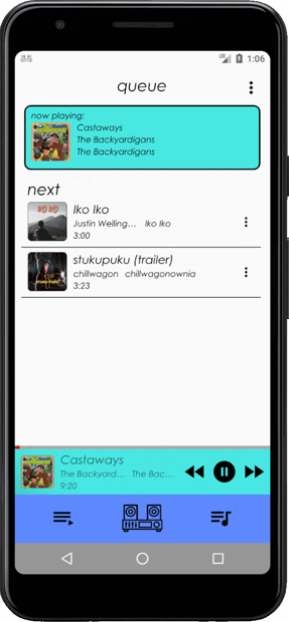 1:06
queue
now playing:
Castaways
The Backyardigans
The Backyardigans
next
Iko Iko
Justin Welling... Iko Iko
3:00
stukupuku (trailer)
chillwagon chillwagonownia
3:23
Castaways
The Backyard... The Bac...
9:20